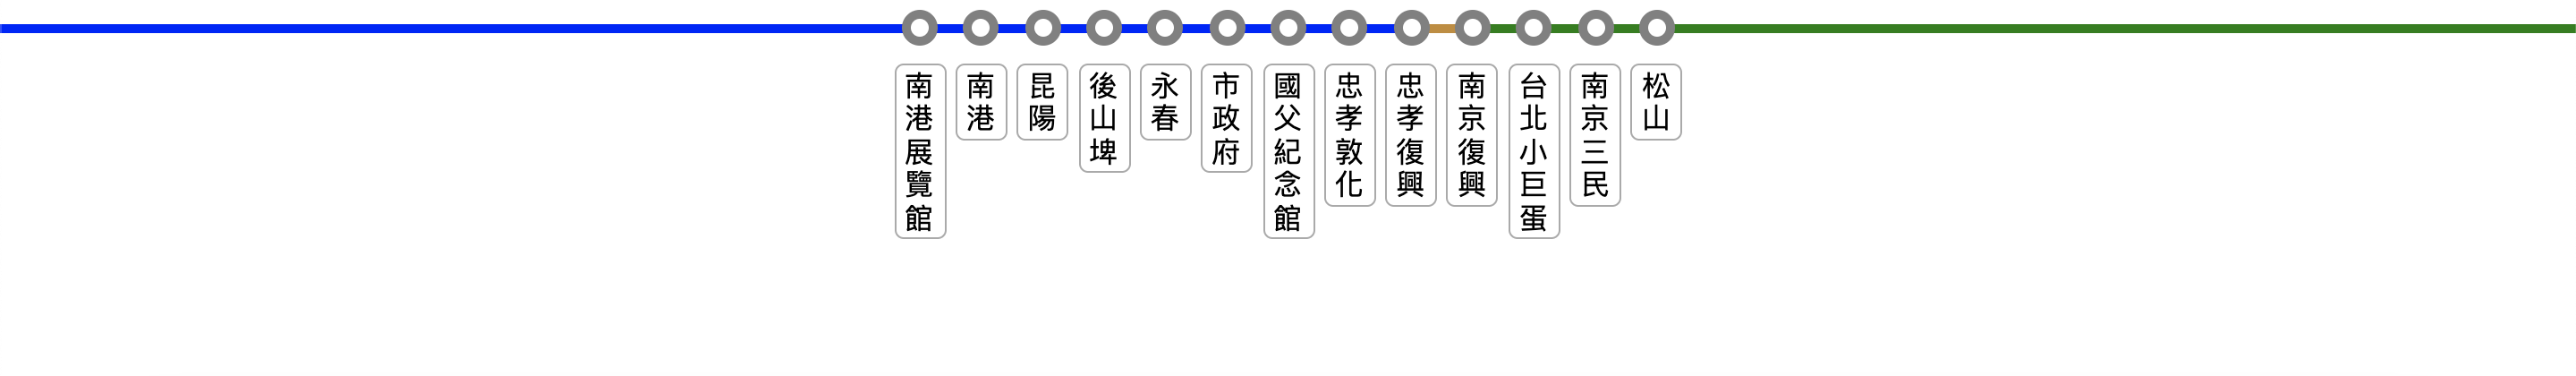 南港展覽館
南港
昆陽
後山埤
永春
市政府
國父紀念館
忠孝敦化
忠孝復興
南京復興
台北小巨蛋
南京三民
松山